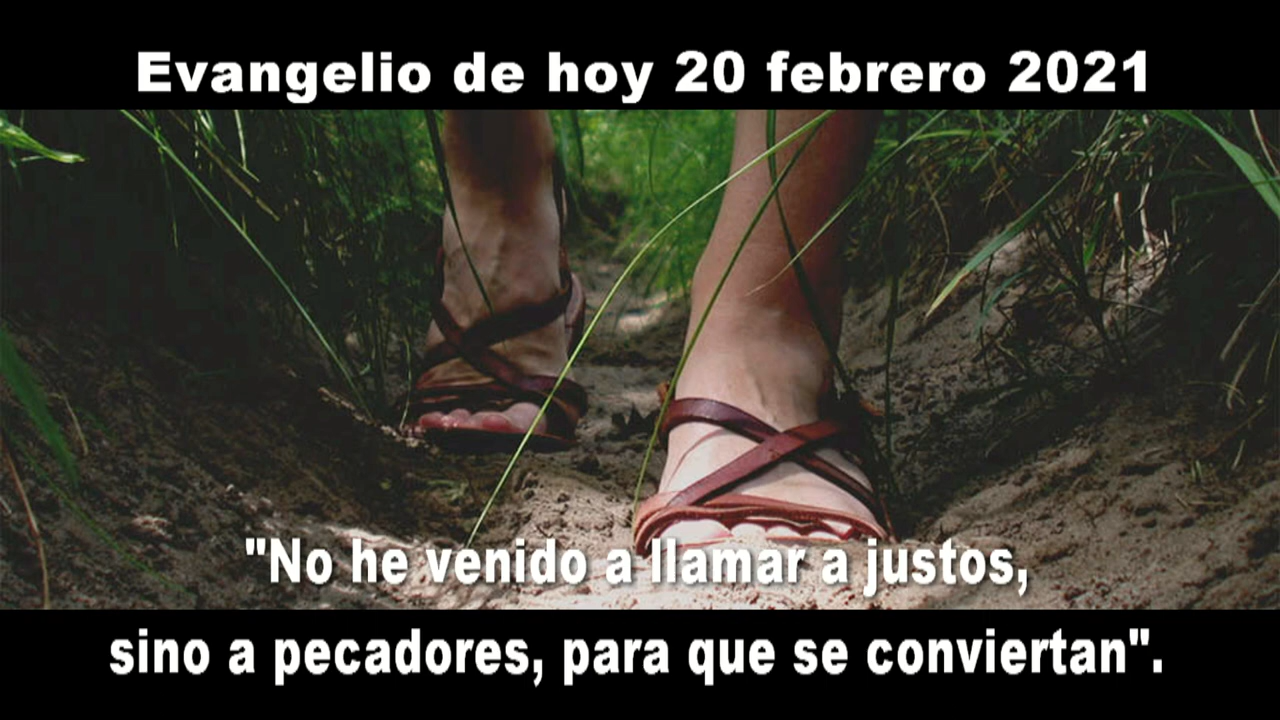 Evangelio de hoy 20 febrero 2021
"No he venido a llamar a justos,
sino a pecadores, para que se conviertan".